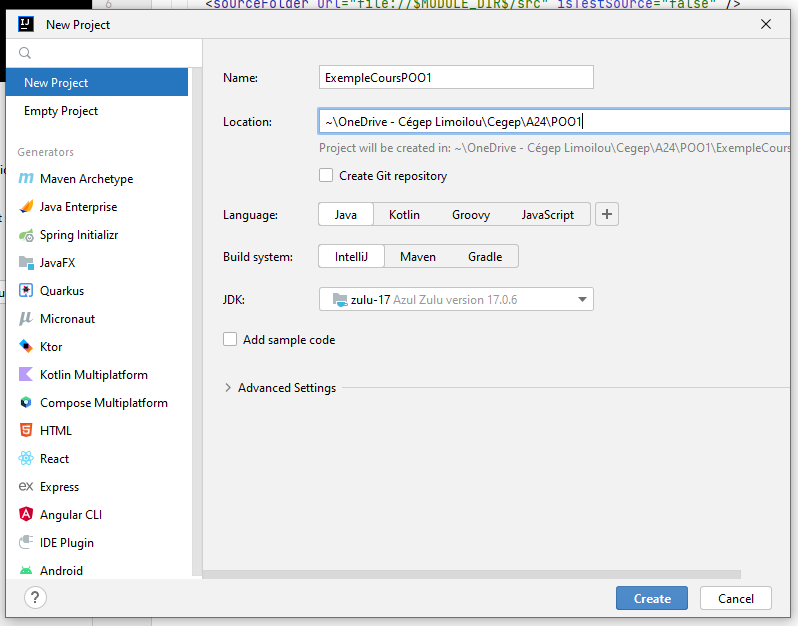 6
<sourceFolder url="file://$MODULE_DIR$/src" isTestSource="false" />
New Project
New Project
Empty Project
Generators
Maven Archetype
Java Enterprise
Spring Initializr
JavaFX
Quarkus
Micronaut
Ktor
Kotlin Multiplatform
Compose Multiplatform
HTML
React
Express
Angular CLI
IDE Plugin
Android
Name: ExempleCoursPOO1
Location: ~\OneDrive - Cégep Limoilou\Cegep\A24\POO1
Project will be created in: ~\OneDrive - Cégep Limoilou\Cegep\A24\POO1\ExempleCours
Create Git repository
Language: Java Kotlin Groovy JavaScript +
Build system: IntelliJ Maven Gradle
JDK: zulu-17 Azul Zulu version 17.0.6
Add sample code
Advanced Settings
? Create Cancel